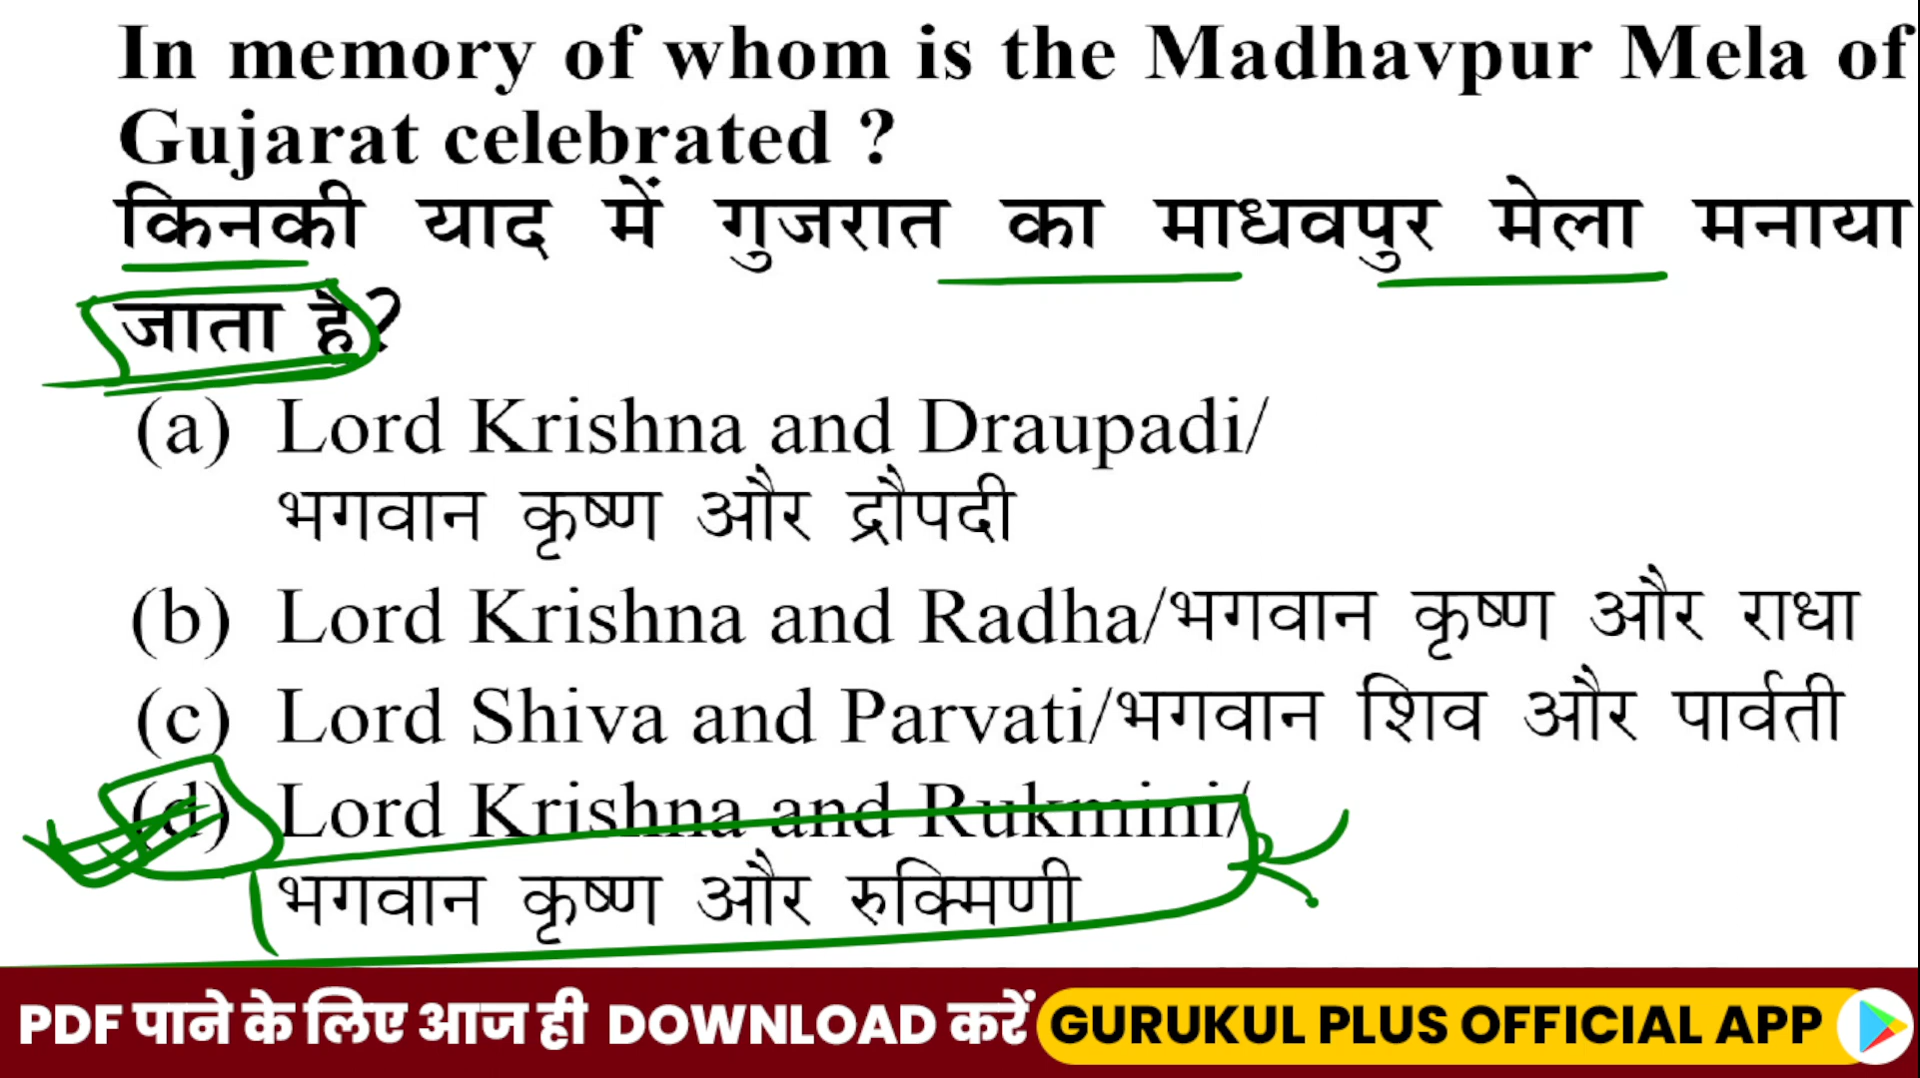 In memory of whom is the Madhavpur Mela of
Gujarat celebrated ?
किनकी याद में गुजरात का माधवपुर मेला मनाया
जाता है?
(a) Lord Krishna and Draupadi/
भगवान कृष्ण और द्रौपदी
(b) Lord Krishna and Radha/भगवान कृष्ण और राधा
(c) Lord Shiva and Parvati/भगवान शिव और पार्वती
(d) Lord Krishna and Rukmini/
भगवान कृष्ण और रुक्मिणी
PDF पाने के लिए आज ही DOWNLOAD करें GURUKUL PLUS OFFICIAL APP